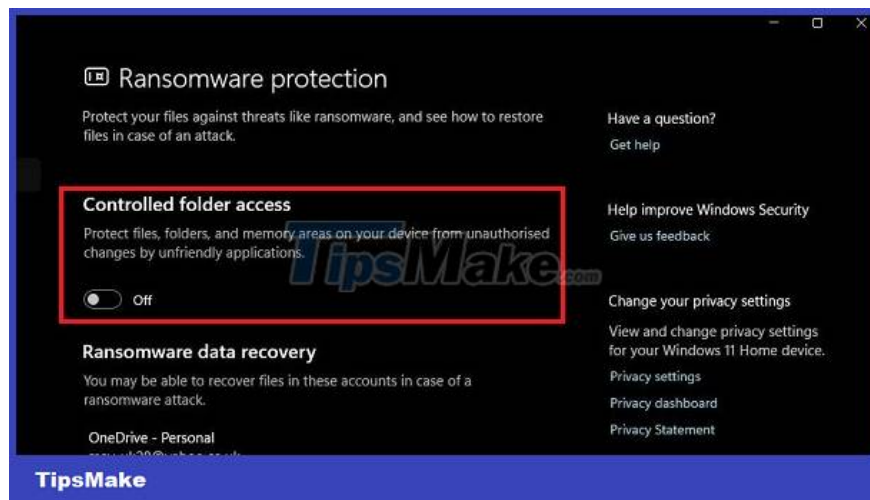 Ransomware protection
Protect your files against threats like ransomware, and see how to restore
files in case of an attack.
Controlled folder access
Protect files, folders, and memory areas on your device from unauthorised
changes by unfriendly applications.
Off
Ransomware data recovery
You may be able to recover files in these accounts in case of a
ransomware attack.
OneDrive - Personal
Have a question?
Get help
Help improve Windows Security
Give us feedback
Change your privacy settings
View and change privacy settings
for your Windows 11 Home device.
Privacy settings
Privacy dashboard
Privacy Statement
TipsMake.com
TipsMake